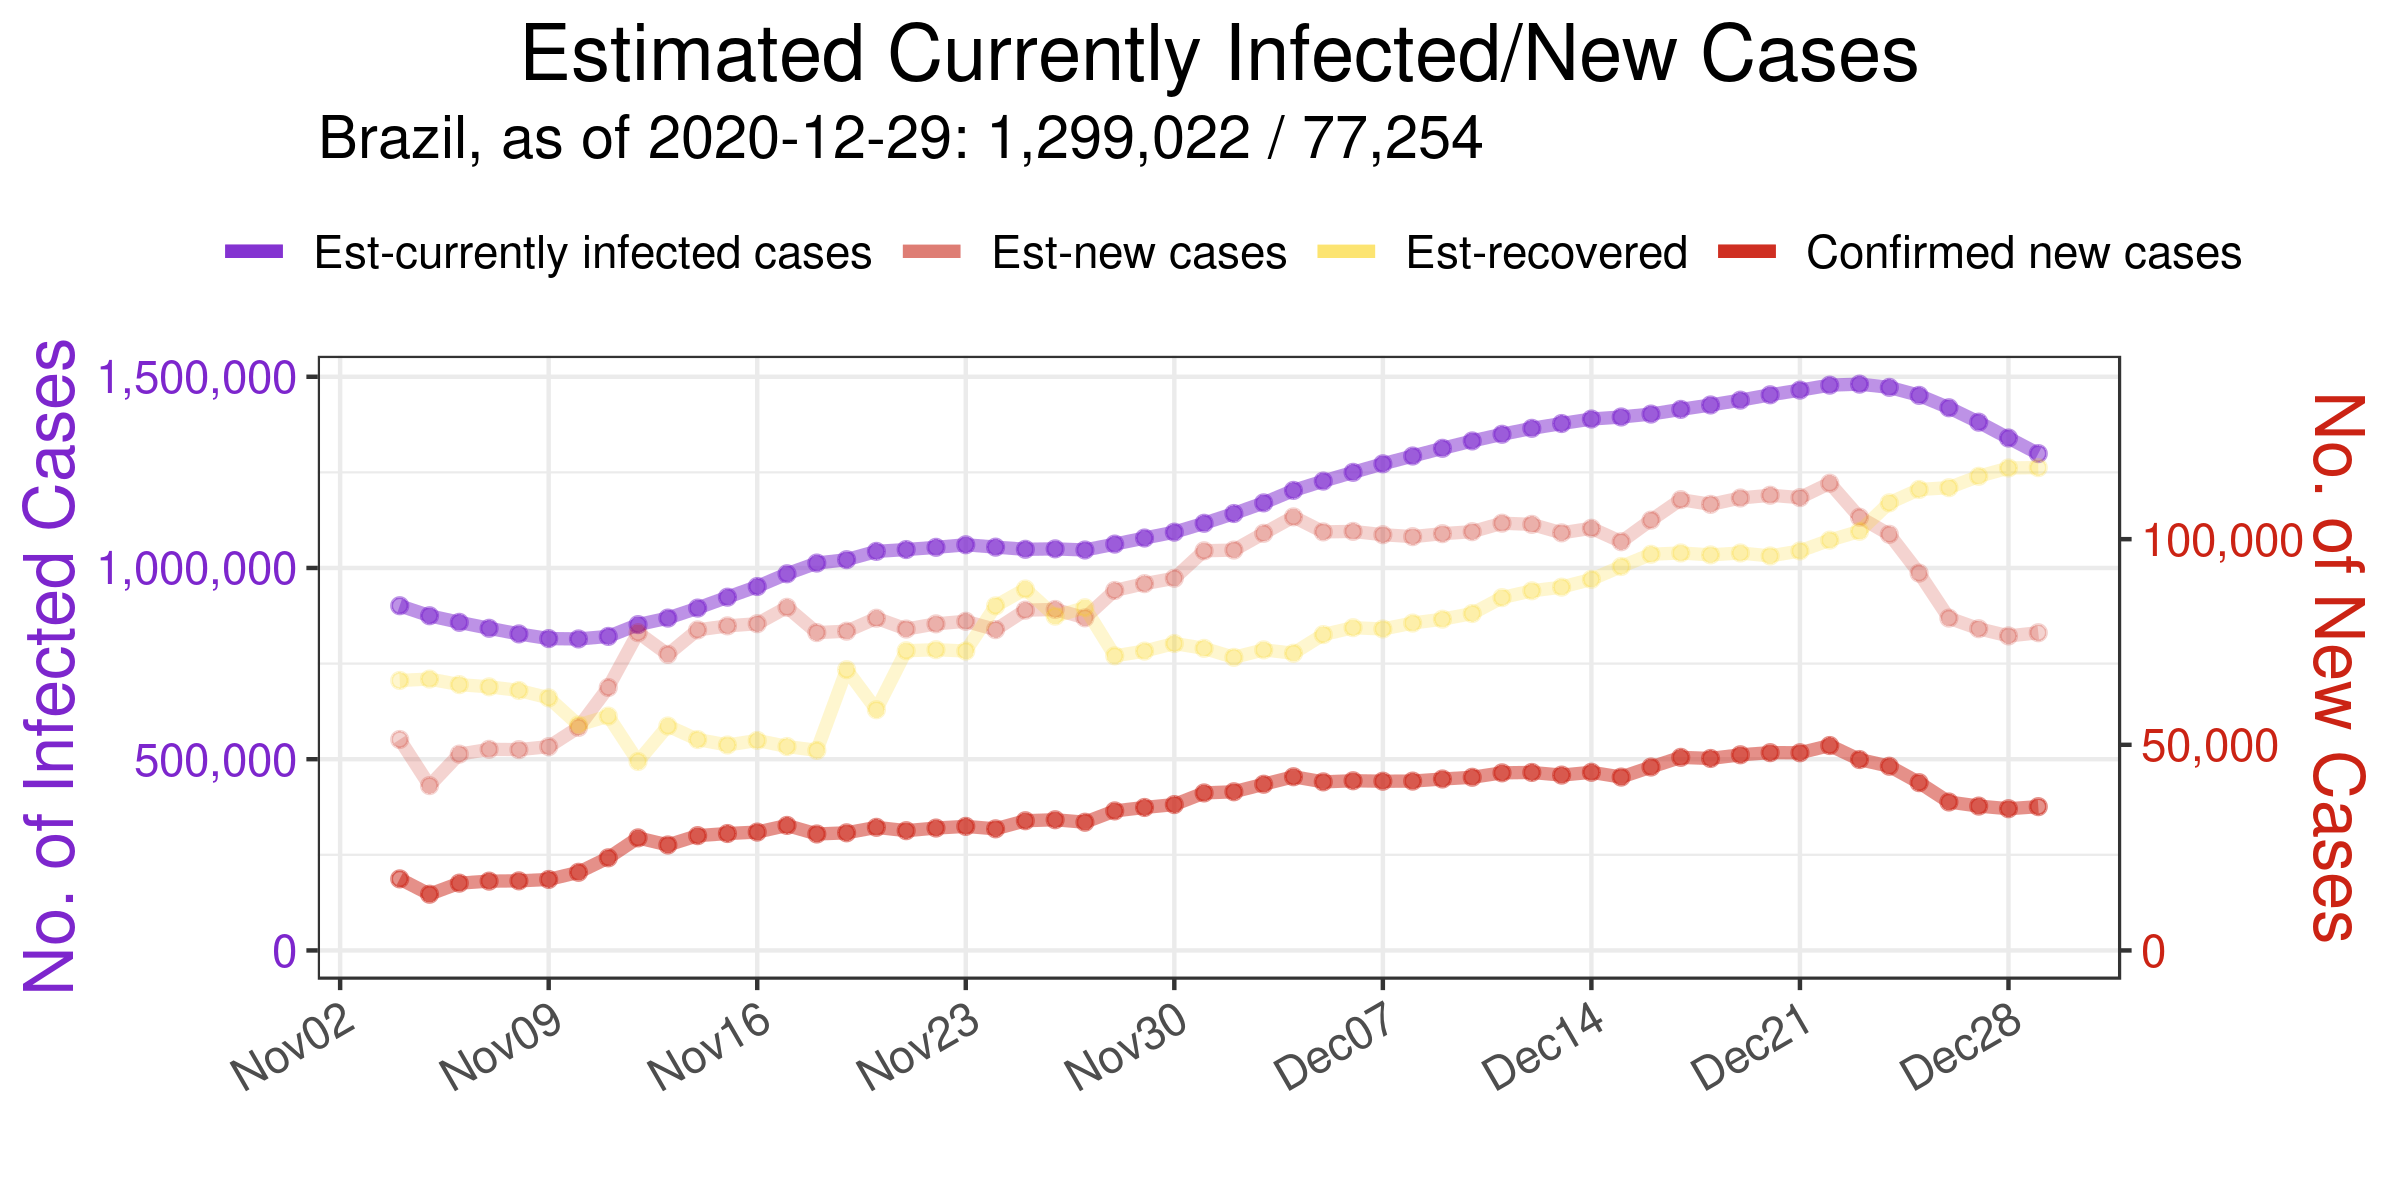 Estimated Currently Infected/New Cases
Brazil, as of 2020-12-29: 1,299,022 / 77,254
Est-currently infected cases Est-new cases Est-recovered Confirmed new cases
No. of Infected Cases
1,500,000
1,000,000
500,000
0
100,000
50,000
0
No. of New Cases
Nov02 Nov09 Nov16 Nov23 Nov30 Dec07 Dec14 Dec21 Dec28